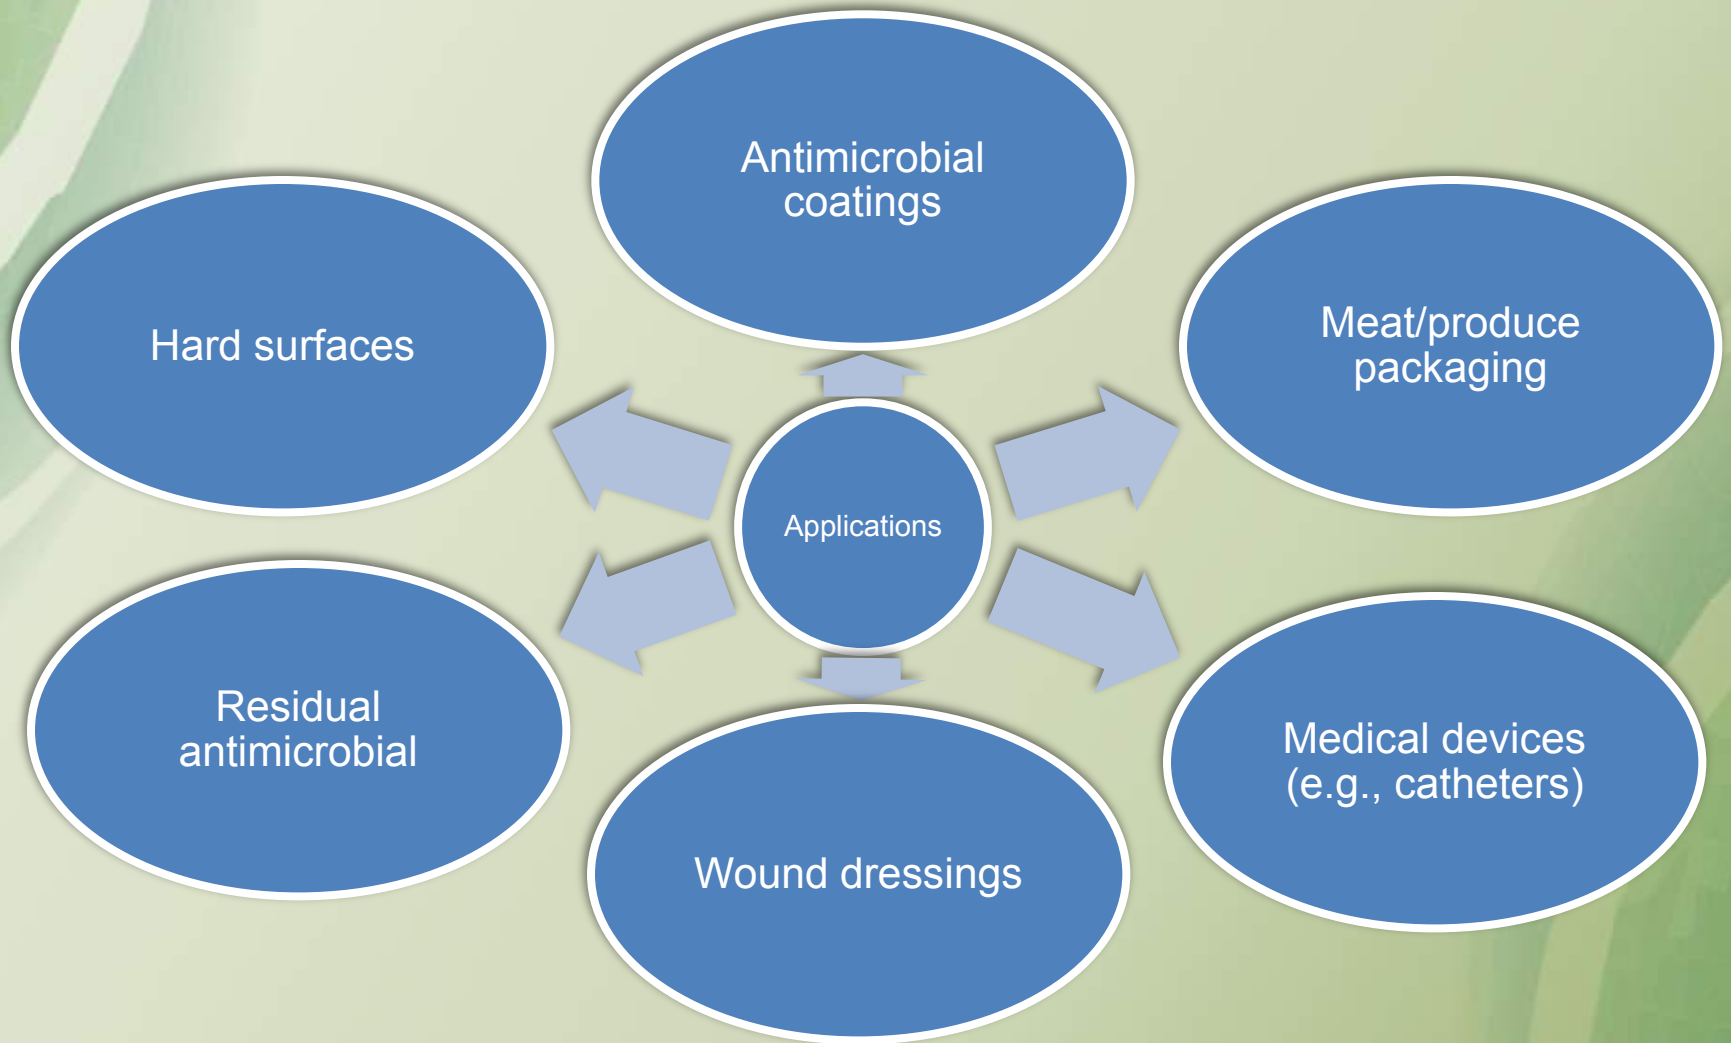 Antimicrobial
coatings
Hard surfaces
Meat/produce
packaging
Applications
Residual
antimicrobial
Medical devices
(e.g., catheters)
Wound dressings